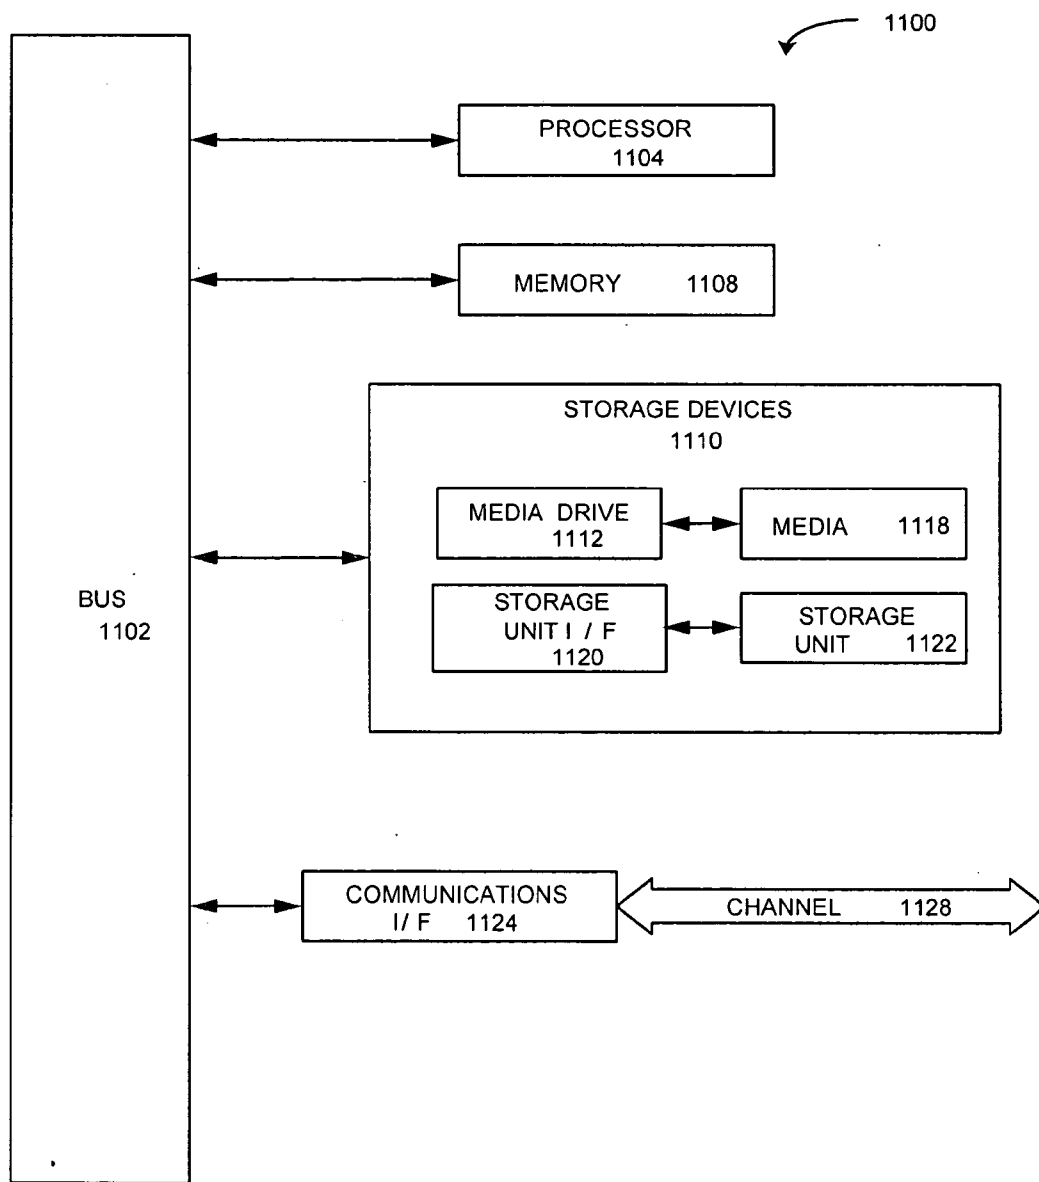 1100
PROCESSOR
1104
MEMORY 1108
STORAGE DEVICES
1110
MEDIA DRIVE
1112
MEDIA 1118
STORAGE
UNIT I / F
1120
STORAGE
UNIT 1122
BUS
1102
COMMUNICATIONS
I/ F 1124
CHANNEL 1128